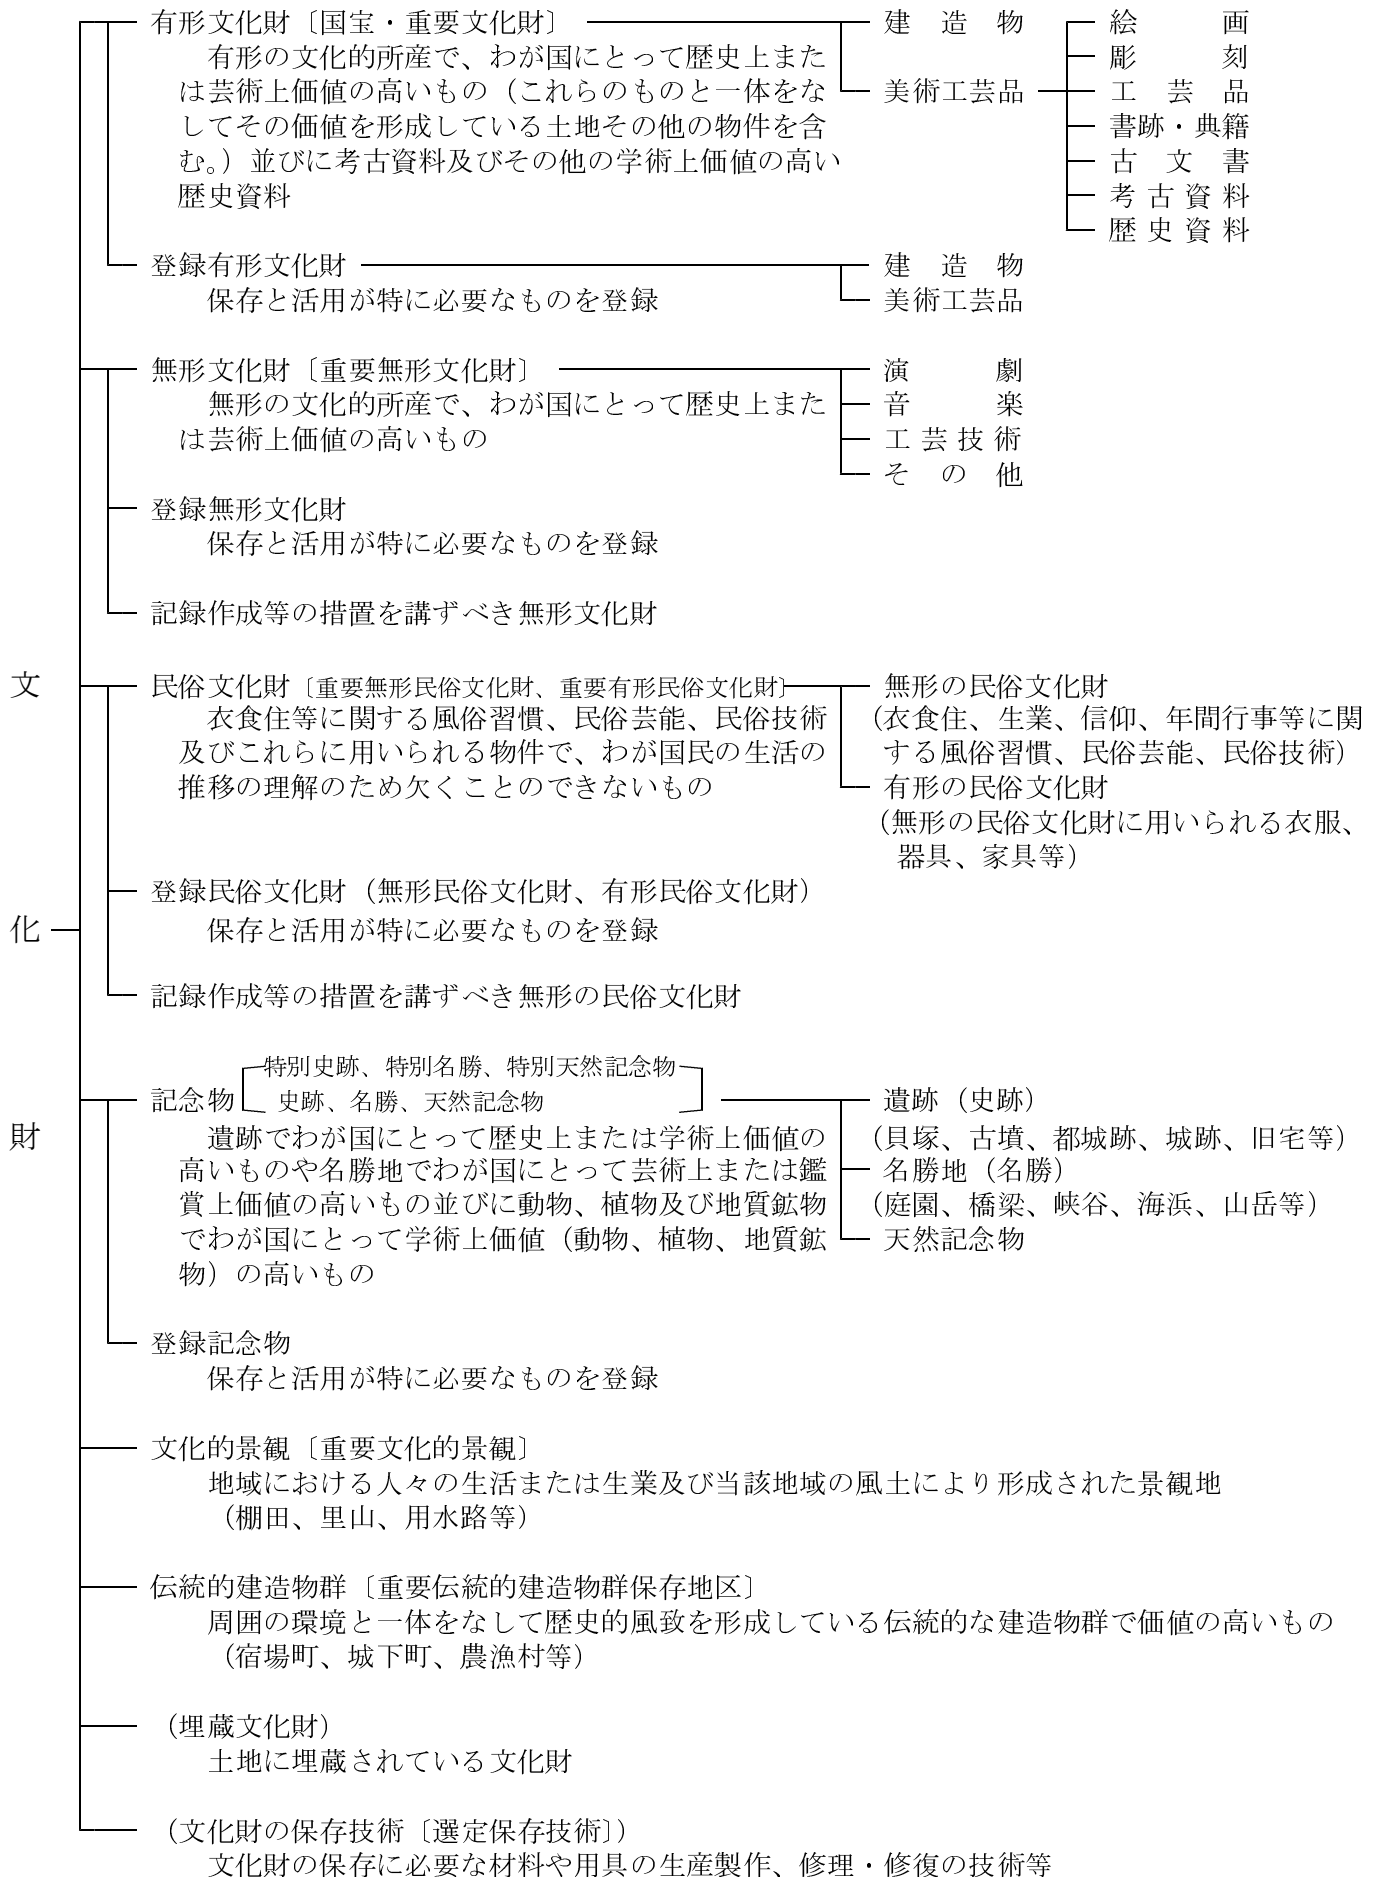 文化財
有形文化財〔国宝・重要文化財〕
有形の文化的所産で、わが国にとって歴史上また
は芸術上価値の高いもの（これらのものと一体をな
してその価値を形成している土地その他の物件を含
む。）並びに考古資料及びその他の学術上価値の高い
歴史資料
建造物
美術工芸品
絵画
彫刻
工芸品
書跡・典籍
古文書
考古資料
歴史資料
登録有形文化財
保存と活用が特に必要なものを登録
建造物
美術工芸品
無形文化財〔重要無形文化財〕
無形の文化的所産で、わが国にとって歴史上また
は芸術上価値の高いもの
演劇
音楽
工芸技術
その他
登録無形文化財
保存と活用が特に必要なものを登録
記録作成等の措置を講ずべき無形文化財
民俗文化財〔重要無形民俗文化財、重要有形民俗文化財〕
衣食住等に関する風俗習慣、民俗芸能、民俗技術
及びこれらに用いられる物件で、わが国民の生活の
推移の理解のため欠くことのできないもの
無形の民俗文化財
（衣食住、生業、信仰、年間行事等に関
する風俗習慣、民俗芸能、民俗技術）
有形の民俗文化財
（無形の民俗文化財に用いられる衣服、
器具、家具等）
登録民俗文化財（無形民俗文化財、有形民俗文化財）
保存と活用が特に必要なものを登録
記録作成等の措置を講ずべき無形の民俗文化財
特別史跡、特別名勝、特別天然記念物
記念物 史跡、名勝、天然記念物
遺跡でわが国にとって歴史上または学術上価値の
高いものや名勝地でわが国にとって芸術上または鑑
賞上価値の高いもの並びに動物、植物及び地質鉱物
でわが国にとって学術上価値（動物、植物、地質鉱
物）の高いもの
遺跡（史跡）
（貝塚、古墳、都城跡、城跡、旧宅等）
名勝地（名勝）
（庭園、橋梁、峡谷、海浜、山岳等）
天然記念物
登録記念物
保存と活用が特に必要なものを登録
文化的景観〔重要文化的景観〕
地域における人々の生活または生業及び当該地域の風土により形成された景観地
（棚田、里山、用水路等）
伝統的建造物群〔重要伝統的建造物群保存地区〕
周囲の環境と一体をなして歴史的風致を形成している伝統的な建造物群で価値の高いもの
（宿場町、城下町、農漁村等）
（埋蔵文化財）
土地に埋蔵されている文化財
（文化財の保存技術〔選定保存技術〕）
文化財の保存に必要な材料や用具の生産製作、修理・修復の技術等